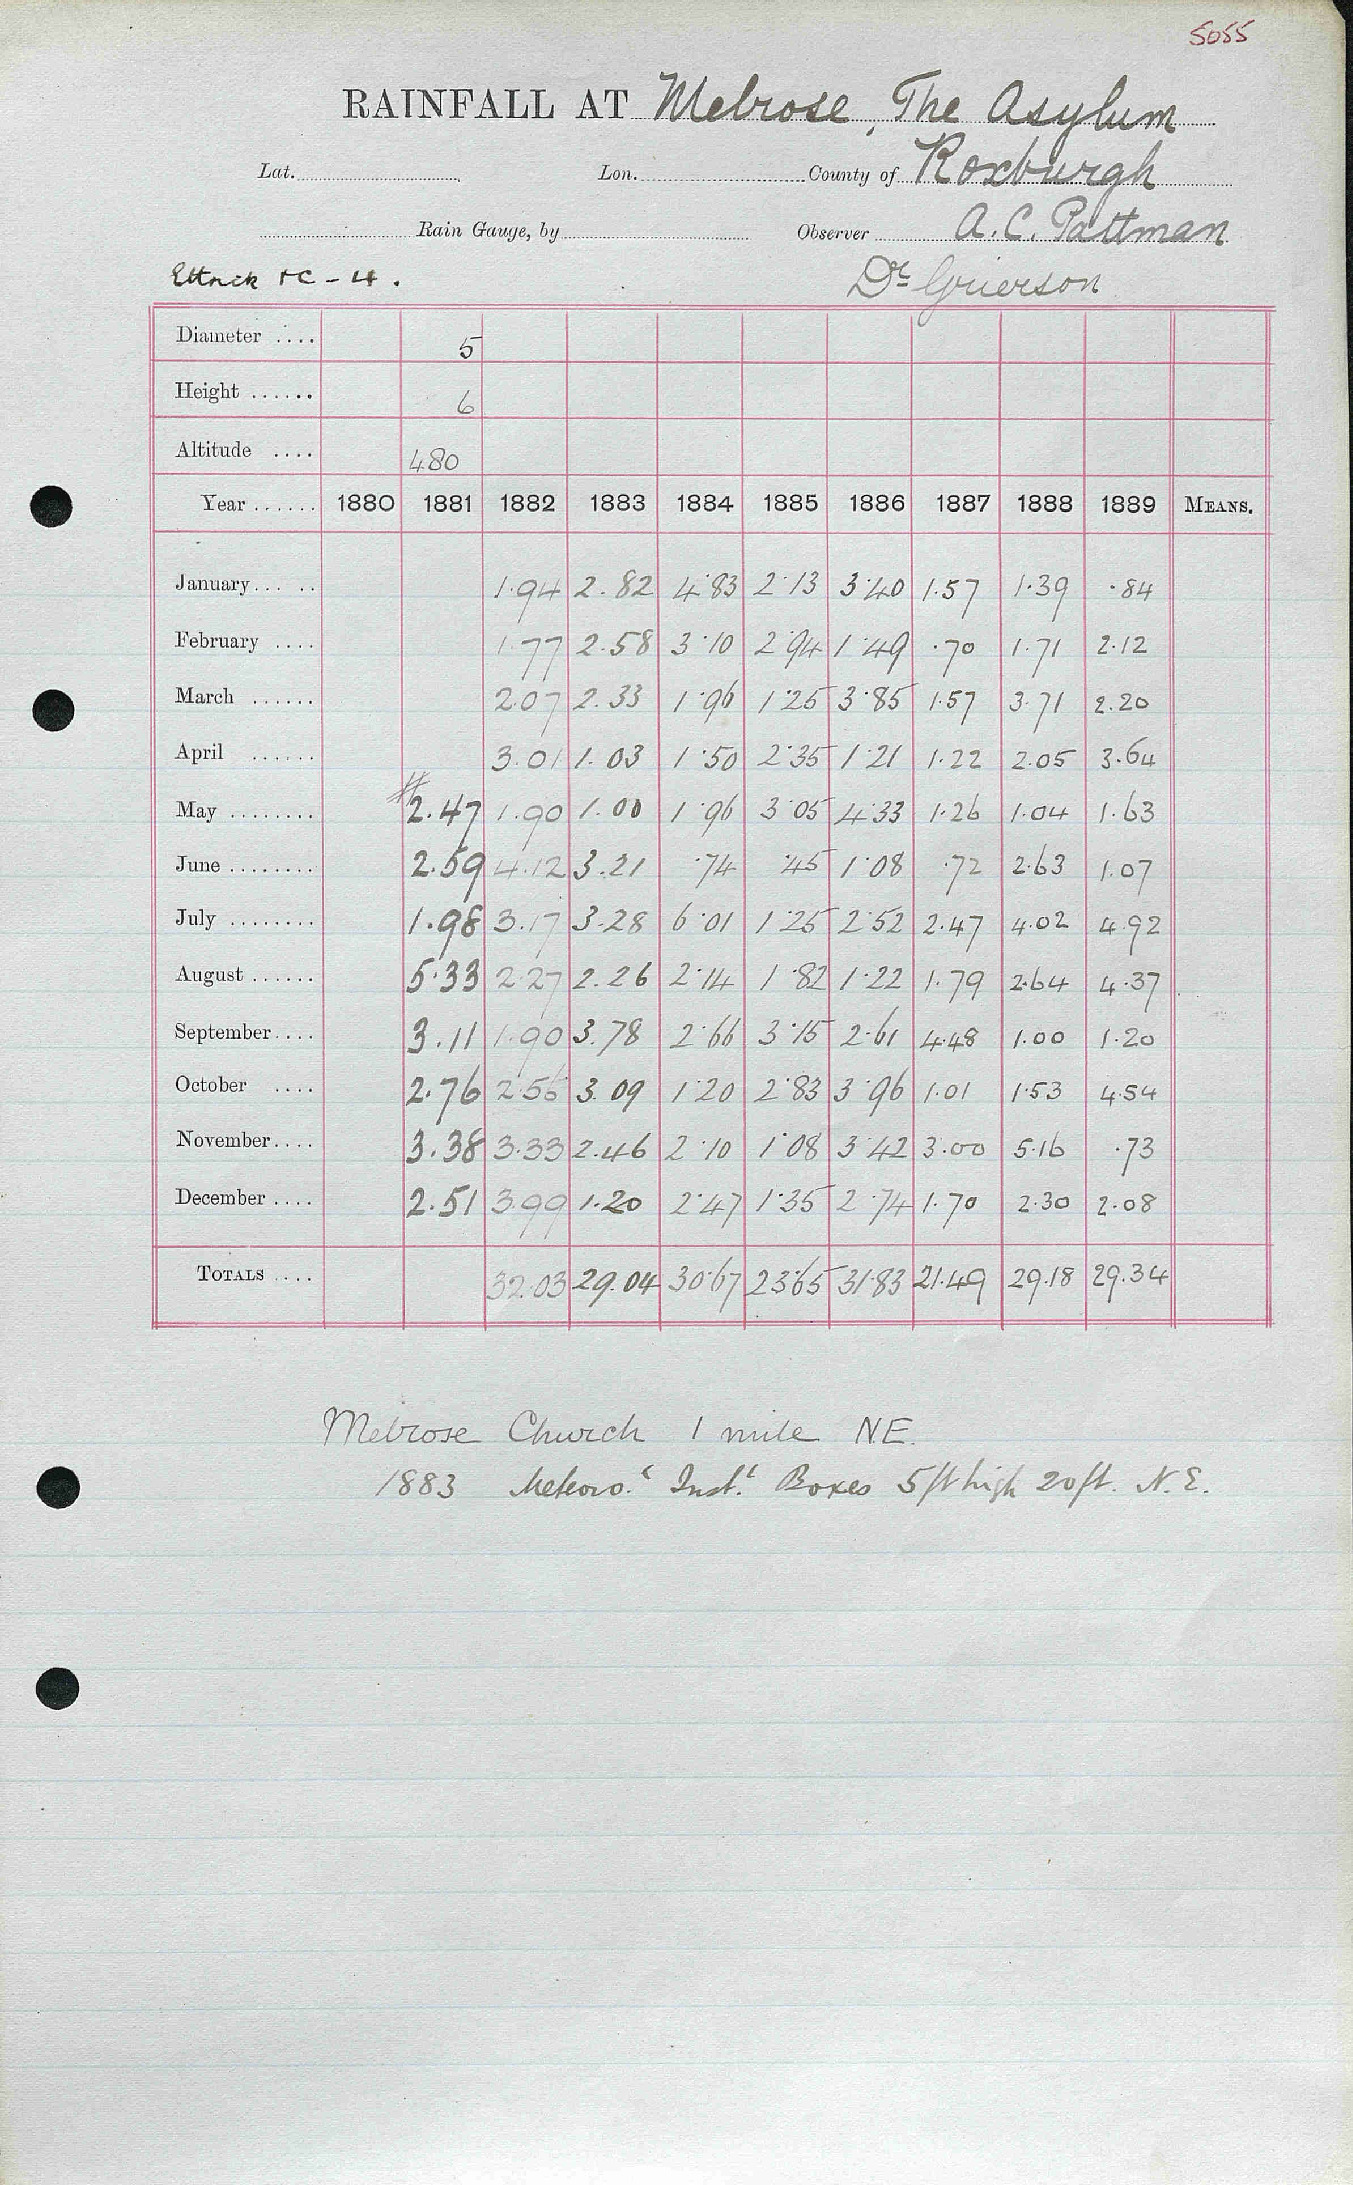 5055
RAINFALL AT Melrose, The Asylum
Lat. Lon. County of Roxburgh
Rain Gauge, by Observer A. C. Pattman
Ettrick IC - 4. Dr Grierson
Diameter .... 5
Height ...... 6
Altitude .... 480
Year ...... 1880 1881 1882 1883 1884 1885 1886 1887 1888 1889 MEANS.
January... .. 1.94 2.82 4.83 2.13 3.40 1.57 1.39 .84
February .... 1.77 2.58 3.10 2.94 1.49 .70 1.71 2.12
March ...... 2.07 2.33 1.96 1.25 3.85 1.57 3.71 2.20
April ...... 3.01 1.03 1.50 2.35 1.21 1.22 2.05 3.64
May ........ #2.47 1.90 1.00 1.96 3.05 4.33 1.26 1.04 1.63
June ........ 2.59 4.12 3.21 .74 .45 1.08 .72 2.63 1.07
July ........ 1.98 3.17 3.28 6.01 1.25 2.52 2.47 4.02 4.92
August ...... 5.33 2.27 2.26 2.14 1.82 1.22 1.79 2.64 4.37
September.... 3.11 1.90 3.78 2.66 3.15 2.61 4.48 1.00 1.20
October .... 2.76 2.56 3.09 1.20 2.83 3.96 1.01 1.53 4.54
November.... 3.38 3.33 2.46 2.10 1.08 3.42 3.00 5.16 .73
December .... 2.51 3.99 1.20 2.47 1.35 2.74 1.70 2.30 2.08
TOTALS .... 32.03 29.04 30.67 23.65 31.83 21.49 29.18 29.34
Melrose Church 1 mile N.E.
1883 Meteoro.l Inst. Boxes 5 ft high 20 ft. N.E.